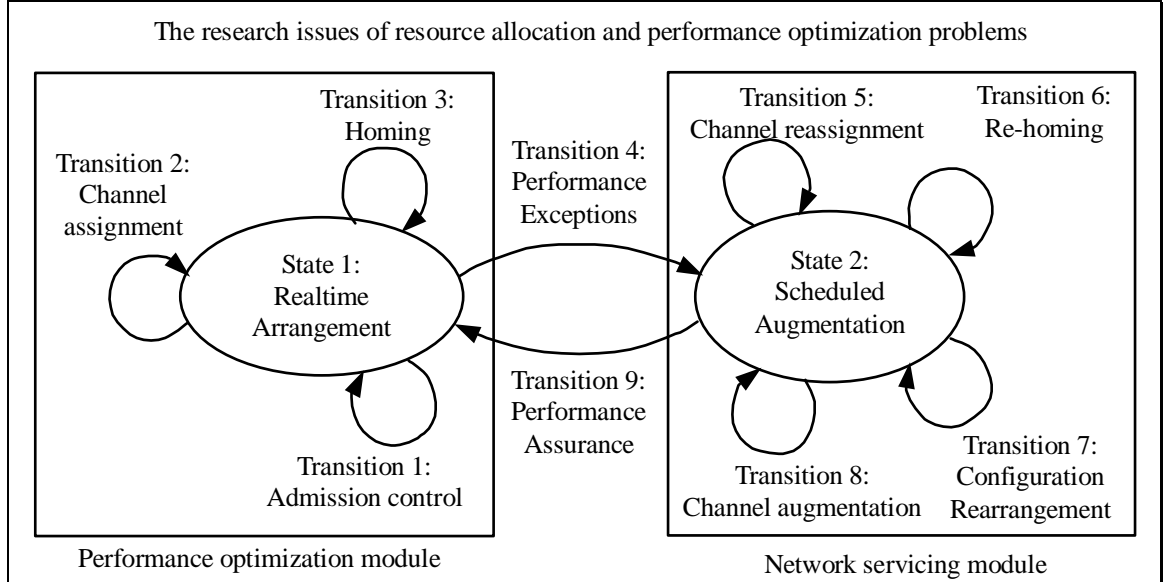 The research issues of resource allocation and performance optimization problems
Transition 3:
Homing
Transition 2:
Channel
assignment
State 1:
Realtime
Arrangement
Transition 1:
Admission control
Performance optimization module
Transition 4:
Performance
Exceptions
Transition 9:
Performance
Assurance
Transition 5:
Channel reassignment
Transition 6:
Re-homing
State 2:
Scheduled
Augmentation
Transition 8:
Channel augmentation
Transition 7:
Configuration
Rearrangement
Network servicing module